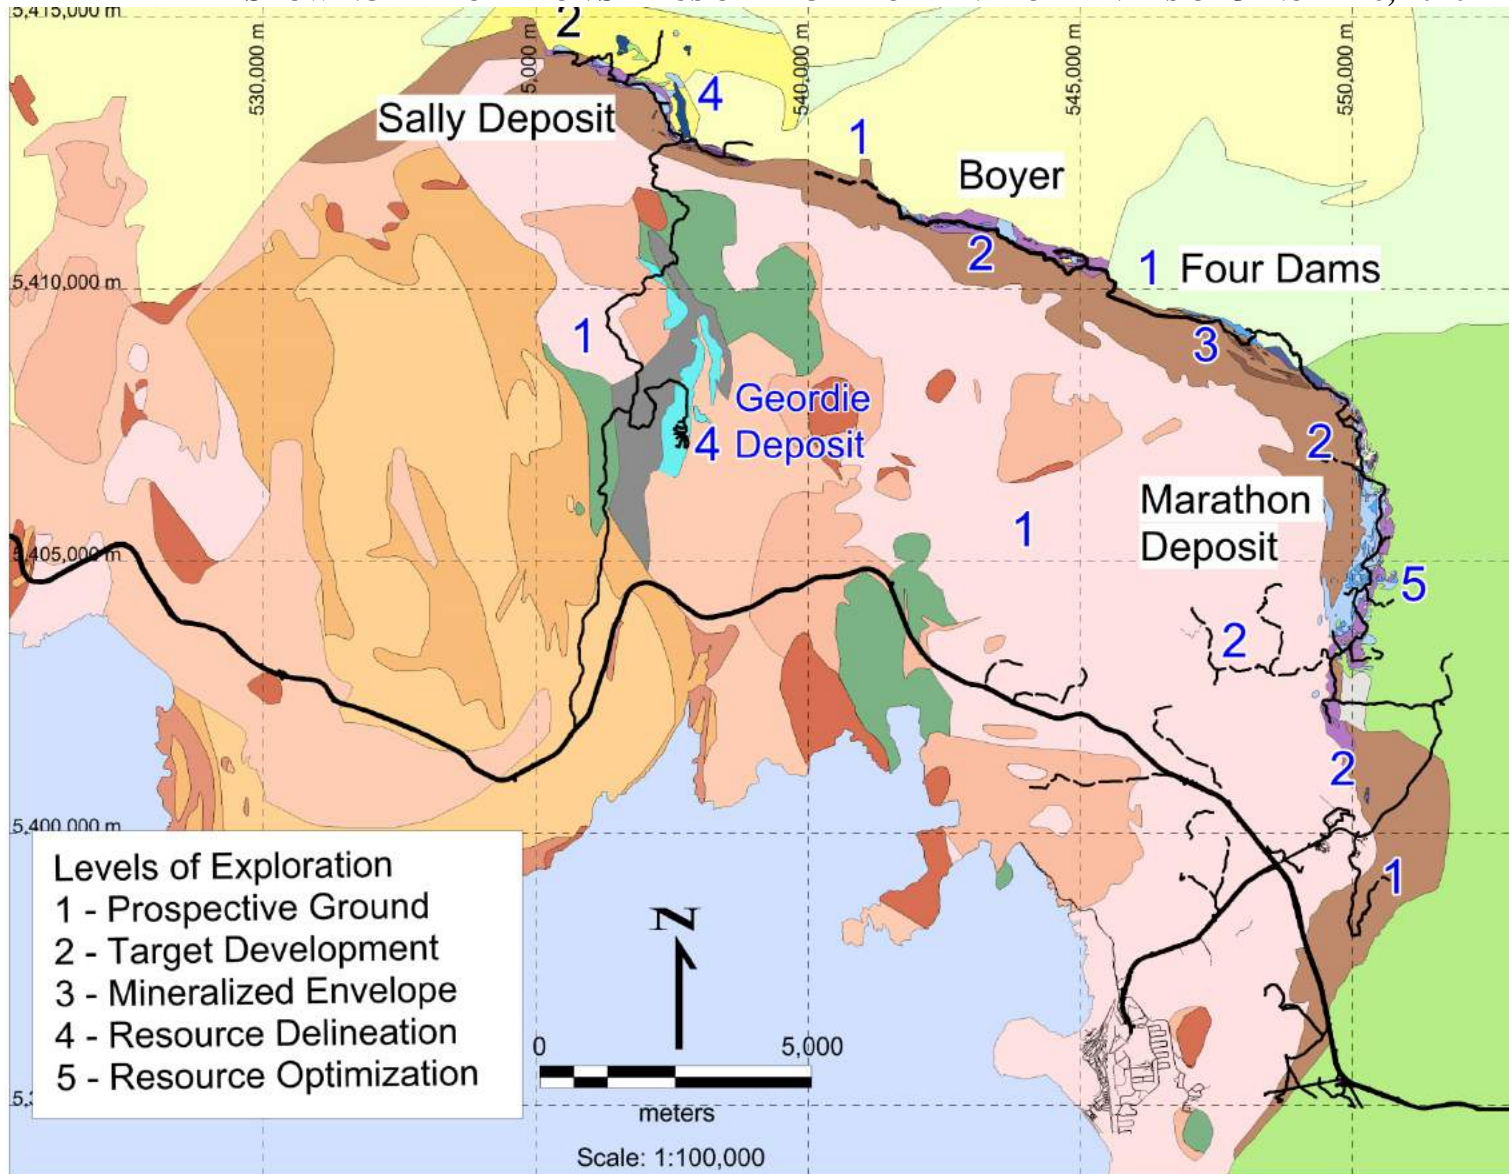 5,415,000 m
2
530,000 m
540,000 m
545,000 m
550,000 m
4
Sally Deposit
1
Boyer
2
1 Four Dams
5,410,000 m
1
3
Geordie
4 Deposit
2
Marathon
Deposit
1
5,405,000 m
5
2
2
5,400,000 m
1
Levels of Exploration
1 - Prospective Ground
2 - Target Development
3 - Mineralized Envelope
4 - Resource Delineation
5 - Resource Optimization
N
0 5,000
meters
Scale: 1:100,000